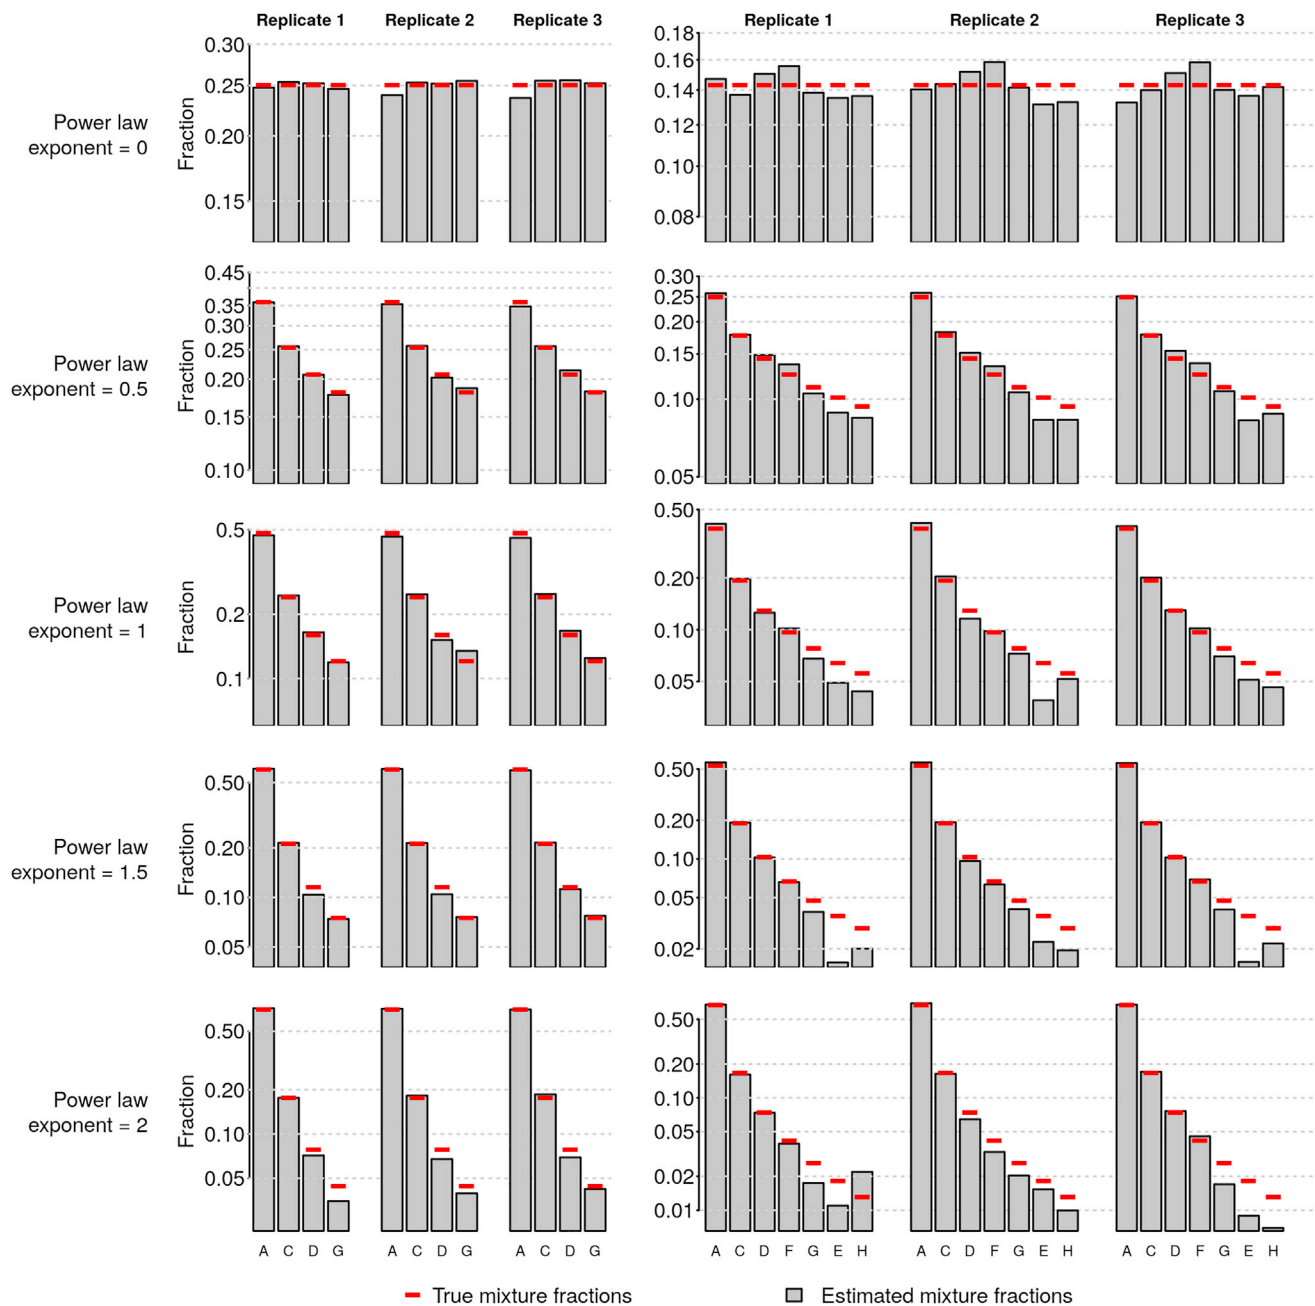 Replicate 1 Replicate 2 Replicate 3 Replicate 1 Replicate 2 Replicate 3
Power law
exponent = 0
Fraction
0.30
0.25
0.20
0.15
0.18
0.16
0.14
0.12
0.10
0.08
Power law
exponent = 0.5
Fraction
0.45
0.35
0.30
0.25
0.20
0.15
0.10
0.30
0.25
0.20
0.15
0.10
0.05
Power law
exponent = 1
Fraction
0.5
0.2
0.1
0.50
0.20
0.10
0.05
Power law
exponent = 1.5
Fraction
0.50
0.20
0.10
0.05
0.50
0.20
0.10
0.05
0.02
Power law
exponent = 2
Fraction
0.50
0.20
0.10
0.05
0.50
0.20
0.10
0.05
0.02
0.01
A C D G A C D G A C D G A C D F G E H A C D F G E H A C D F G E H
True mixture fractions Estimated mixture fractions